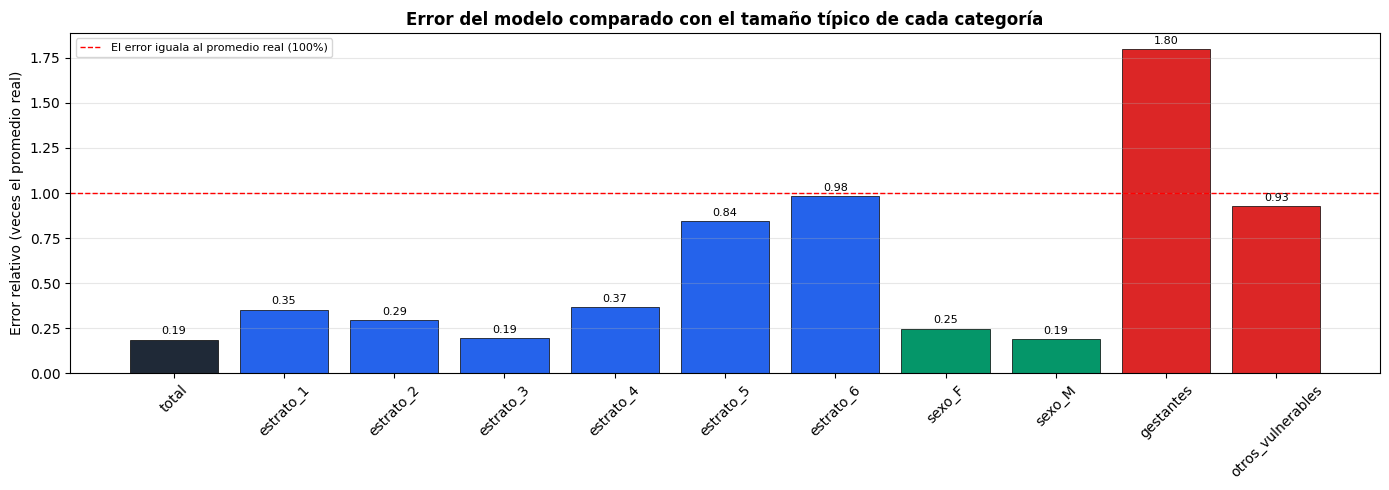 Error del modelo comparado con el tamaño típico de cada categoría
El error iguala al promedio real (100%)
Error relativo (veces el promedio real)
1.75
1.50
1.25
1.00
0.75
0.50
0.25
0.00
0.19
0.35
0.29
0.19
0.37
0.84
0.98
0.25
0.19
1.80
0.93
total
estrato_1
estrato_2
estrato_3
estrato_4
estrato_5
estrato_6
sexo_F
sexo_M
gestantes
otros_vulnerables